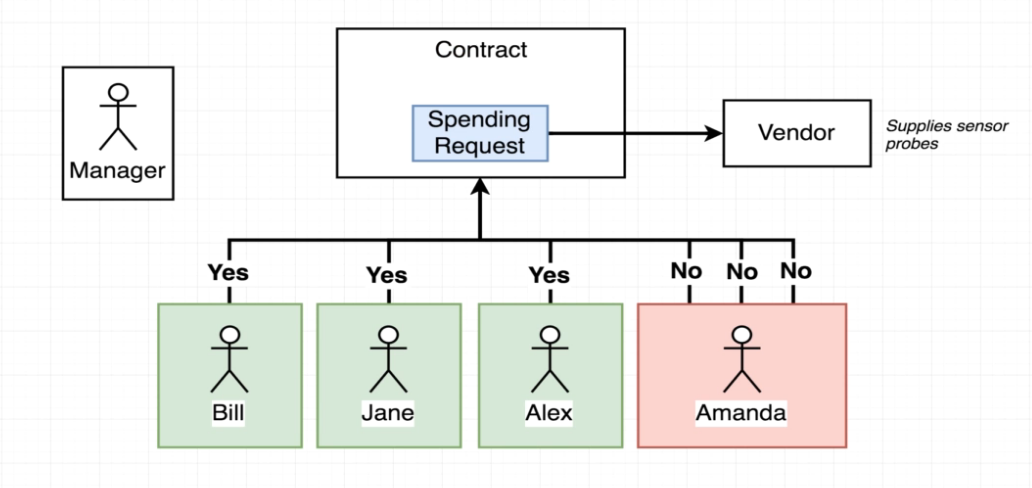 Contract
Manager
Spending
Request
Vendor
Supplies sensor
probes
Yes
Yes
Yes
No
No
No
Bill
Jane
Alex
Amanda